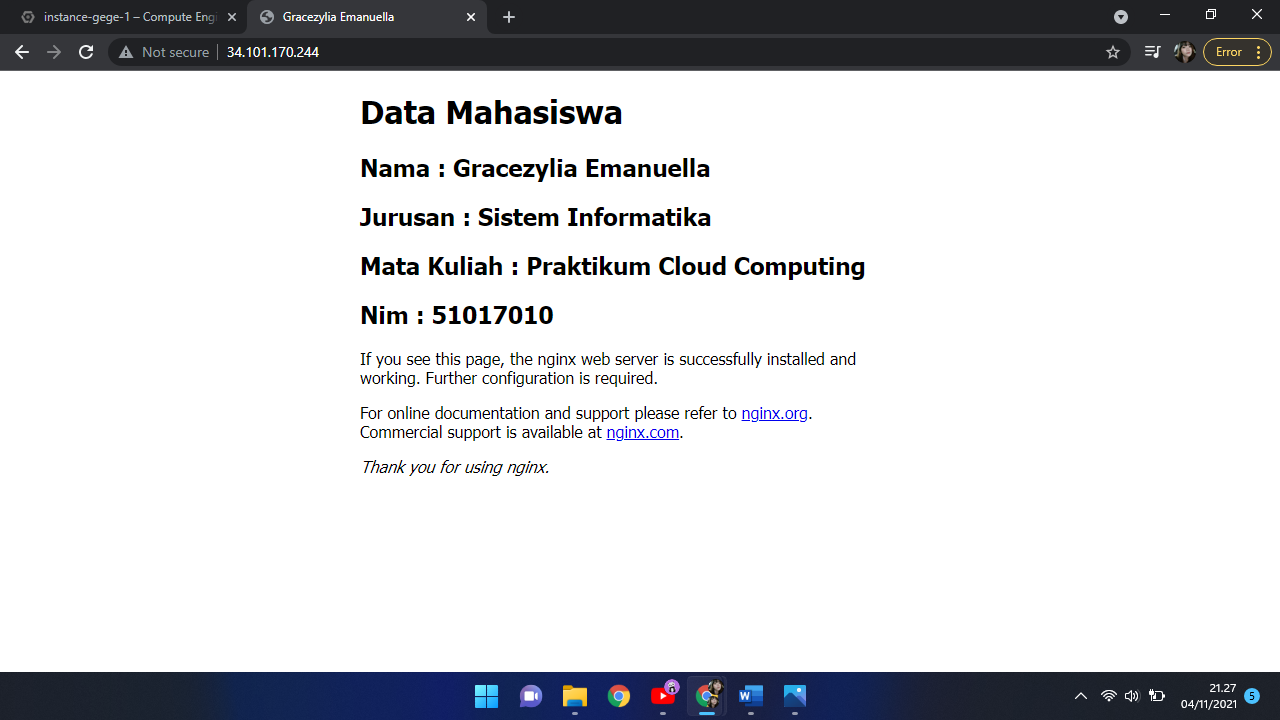 instance-gege-1 – Compute Engi
Gracezylia Emanuella
Not secure
34.101.170.244
Error
Data Mahasiswa
Nama : Gracezylia Emanuella
Jurusan : Sistem Informatika
Mata Kuliah : Praktikum Cloud Computing
Nim : 51017010
If you see this page, the nginx web server is successfully installed and
working. Further configuration is required.
For online documentation and support please refer to nginx.org.
Commercial support is available at nginx.com.
Thank you for using nginx.
21.27
04/11/2021
5